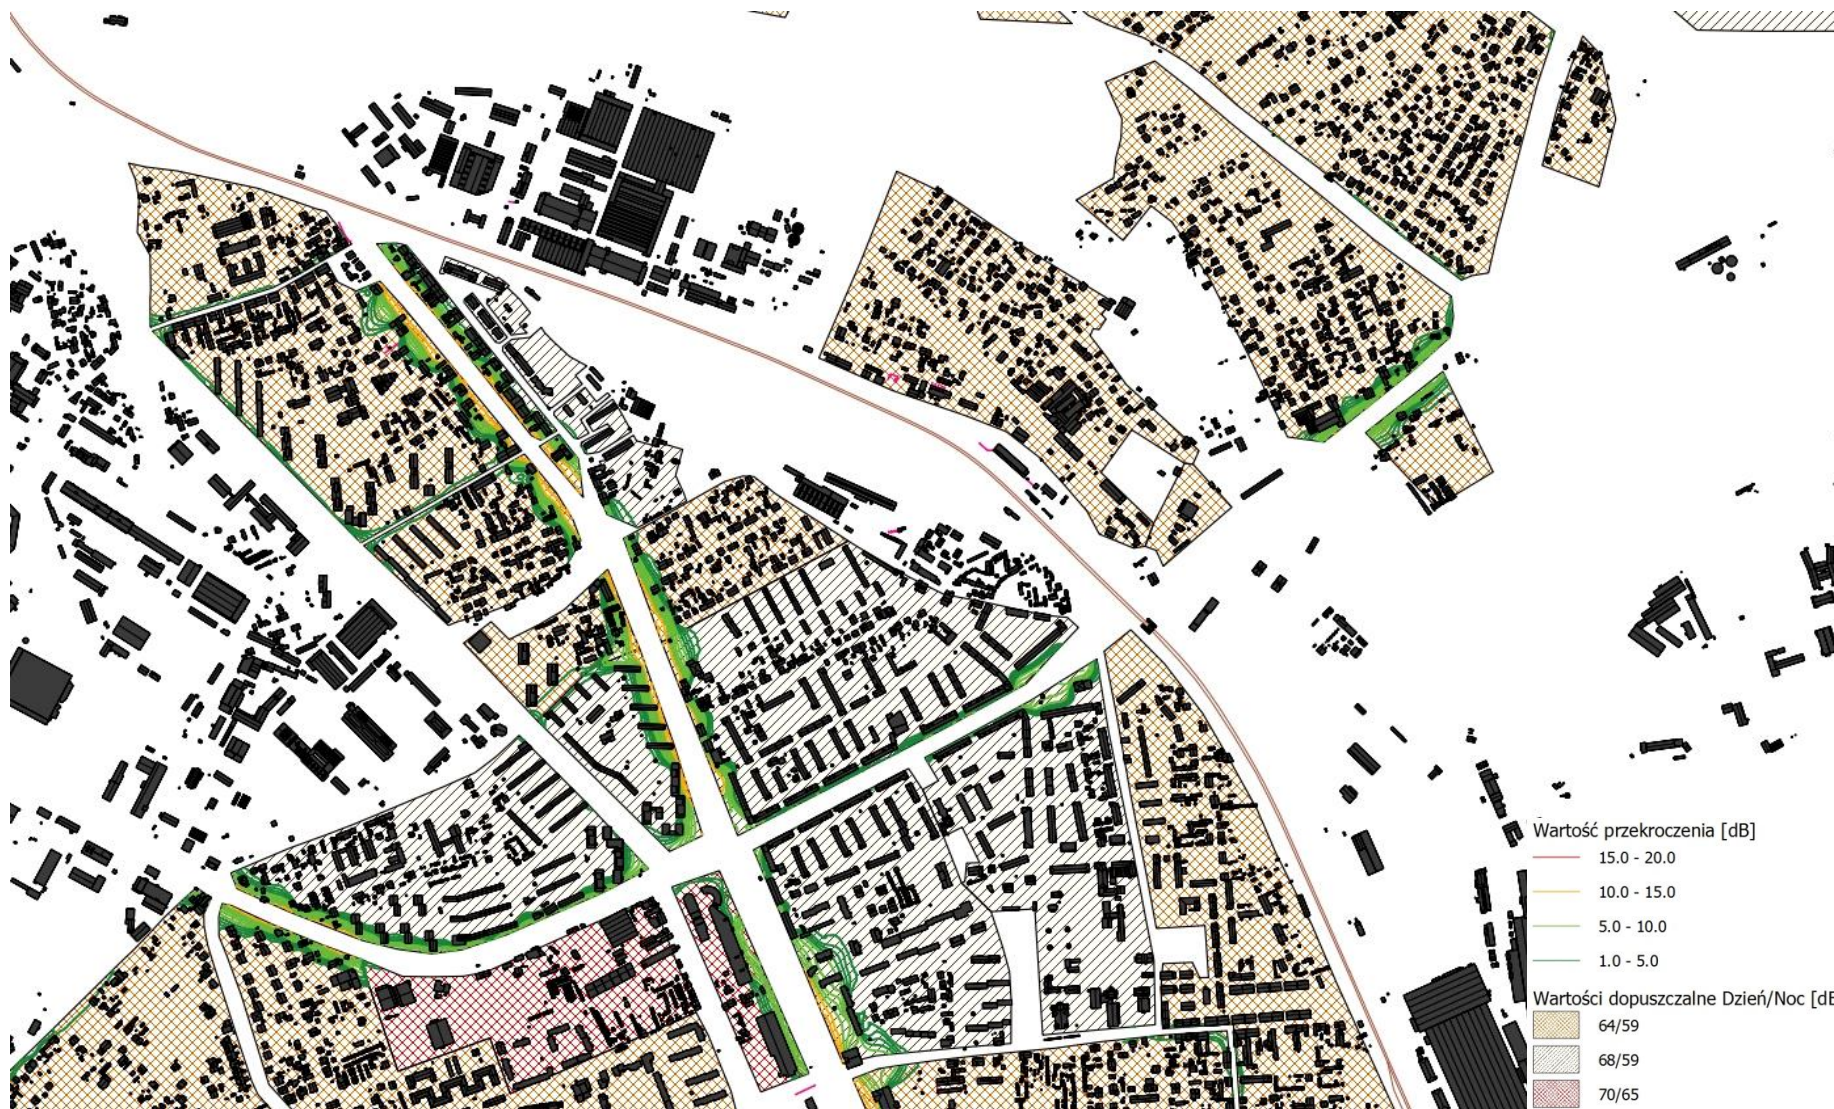 Wartość przekroczenia [dB]
15.0 - 20.0
10.0 - 15.0
5.0 - 10.0
1.0 - 5.0
Wartości dopuszczalne Dzień/Noc [dB
64/59
68/59
70/65